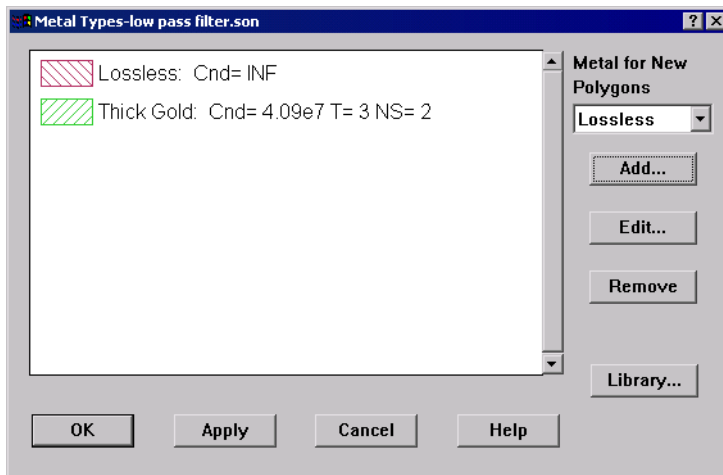 Metal Types-low pass filter.son
Lossless: Cnd= INF
Thick Gold: Cnd= 4.09e7 T= 3 NS= 2
Metal for New
Polygons
Lossless
Add...
Edit...
Remove
Library...
OK
Apply
Cancel
Help